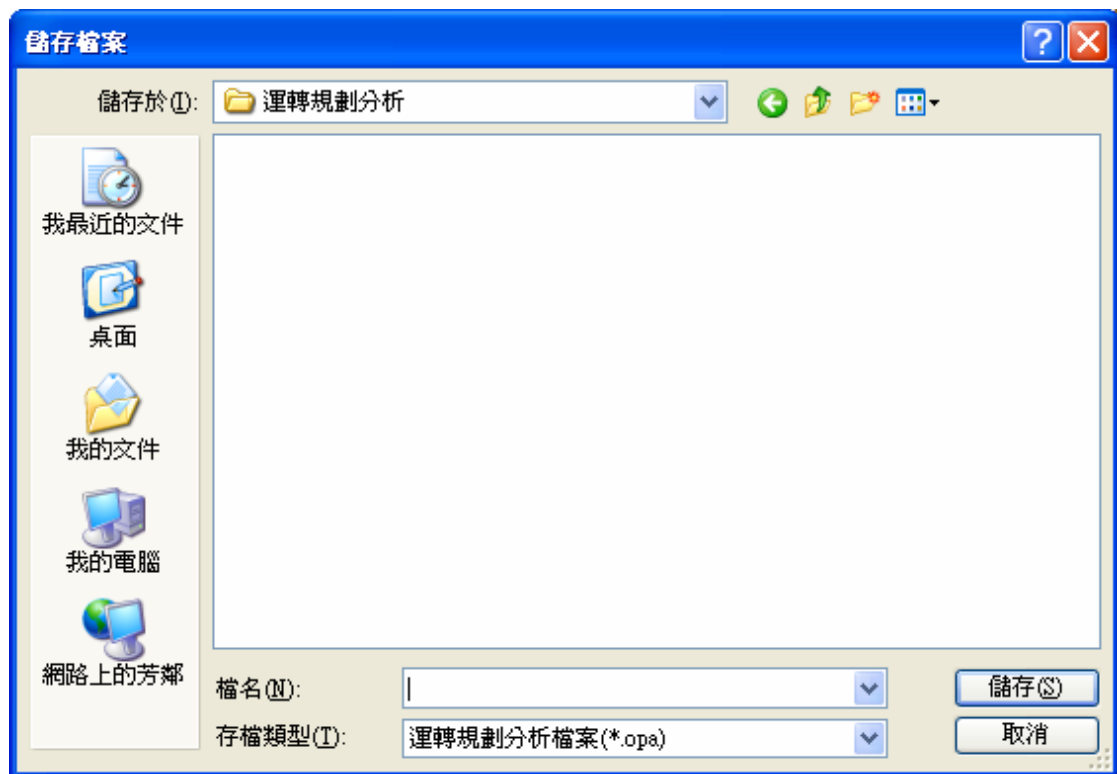 儲存檔案
儲存於(I):
運轉規劃分析
我最近的文件
桌面
我的文件
我的電腦
網路上的芳鄰
檔名(N):
儲存(S)
存檔類型(T):
運轉規劃分析檔案(*.opa)
取消